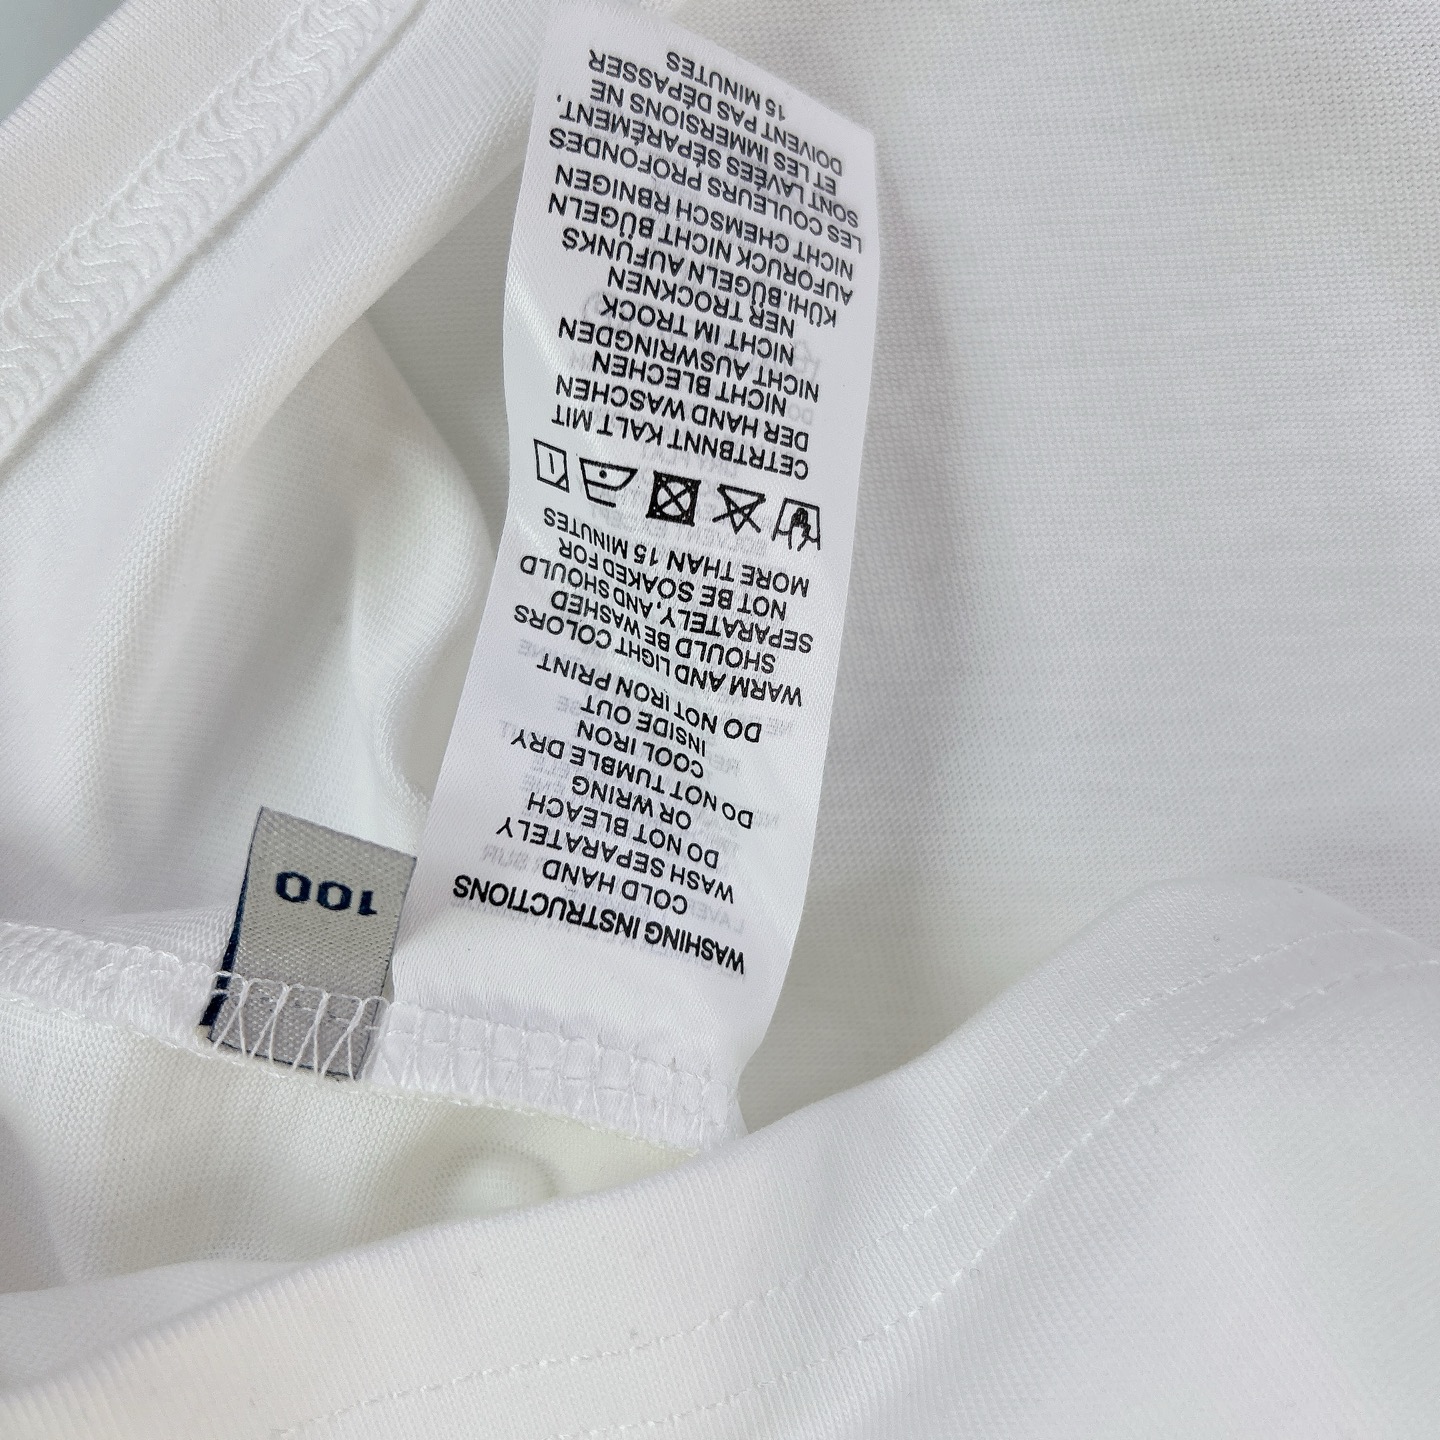 WASHING INSTRUCTIONS
COLD HAND
WASH SEPARATELY
DO NOT BLEACH
OR WRING
DO NOT TUMBLE DRY
COOL IRON
INSIDE OUT
DO NOT IRON PRINT
WARM AND LIGHT COLORS
SHOULD BE WASHED
SEPARATELY, AND SHOULD
NOT BE SOAKED FOR
MORE THAN 15 MINUTES
CETRTBNNT KALT MIT
DER HAND WASCHEN
NICHT BLECHEN
NICHT AUSWRINGDEN
NICHT IM TROCK
NER TROCKNEN
KÜHI.BÜGELN AUFUNKS
AUFORUCK NICHT BÜGELN
NICHT CHEMSCH RBNIGEN
LES COULEURS PROFONDES
SONT LAVÉES SÉPARÉMENT,
ET LES IMMERSIONS NE
DOIVENT PAS DÉPASSER
15 MINUTES
100